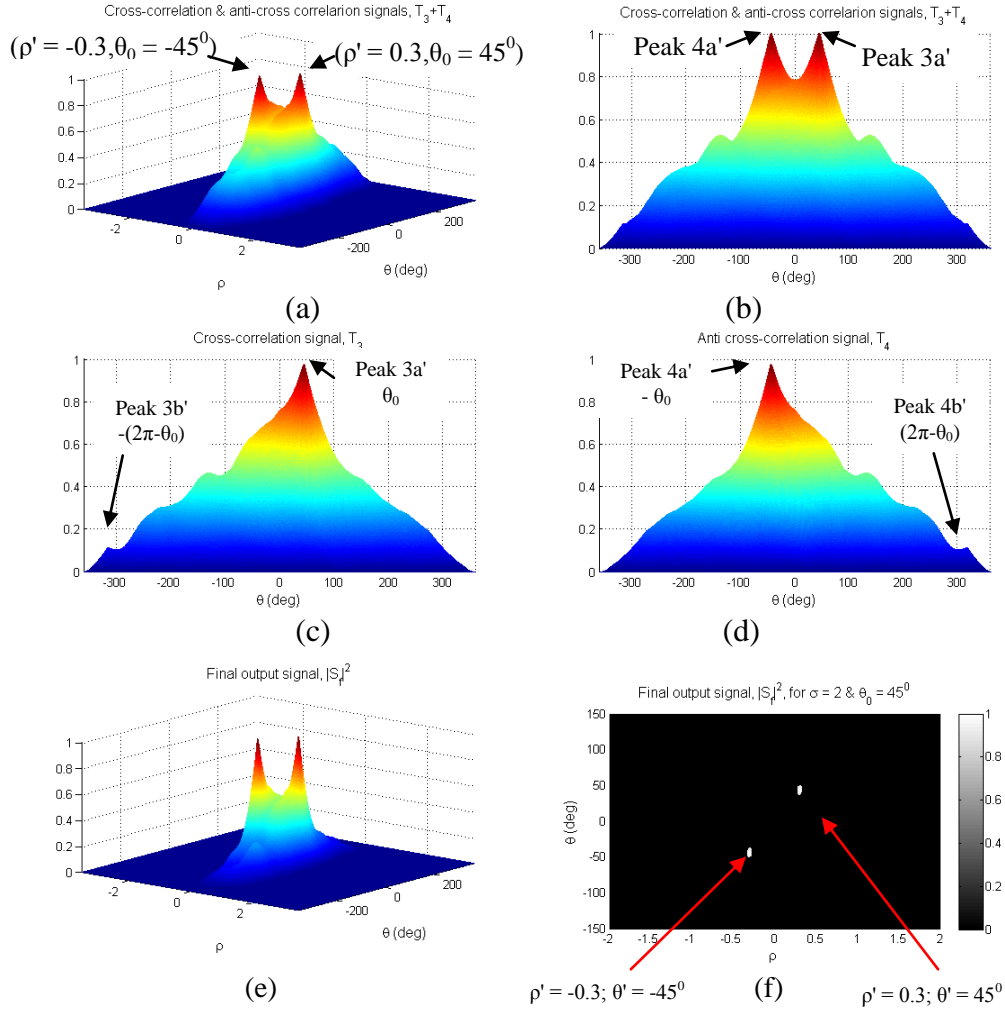 Cross-correlation & anti-cross correlarion signals, T3+T4
(ρ' = -0.3,θ0 = -45⁰)
(ρ' = 0.3,θ0 = 45⁰)
1
0.8
0.6
0.4
0.2
0
-2
0
2
ρ
-200
0
200
θ (deg)
(a)
Cross-correlation & anti-cross correlarion signals, T3+T4
Peak 4a'
Peak 3a'
1
0.8
0.6
0.4
0.2
0
-300 -200 -100 0 100 200 300
θ (deg)
(b)
Cross-correlation signal, T3
Peak 3a'
θ0
Peak 3b'
-(2π-θ0)
1
0.8
0.6
0.4
0.2
0
-300 -200 -100 0 100 200 300
θ (deg)
(c)
Anti cross-correlation signal, T4
Peak 4a'
- θ0
Peak 4b'
(2π-θ0)
1
0.8
0.6
0.4
0.2
0
-300 -200 -100 0 100 200 300
θ (deg)
(d)
Final output signal, |Sf|²
1
0.8
0.6
0.4
0.2
0
-2
0
2
ρ
-200
0
200
θ (deg)
(e)
Final output signal, |Sf|², for σ = 2 & θ0 = 45⁰
150
100
50
0
-50
-100
-150
θ (deg)
-2 -1.5 -1 -0.5 0 0.5 1 1.5 2
ρ
1
0.8
0.6
0.4
0.2
0
ρ' = -0.3; θ' = -45⁰
(f)
ρ' = 0.3; θ' = 45⁰